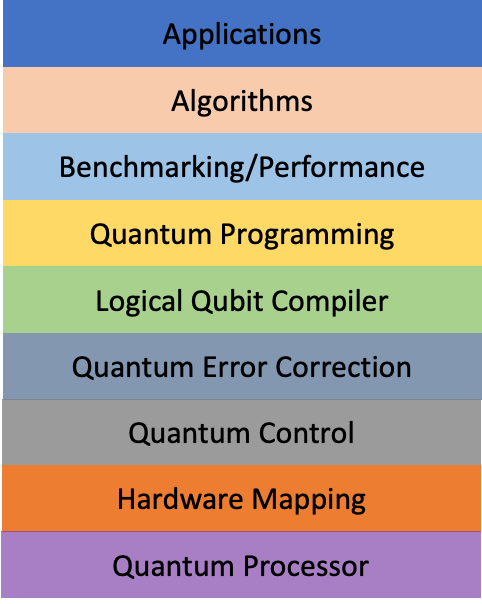 Applications
Algorithms
Benchmarking/Performance
Quantum Programming
Logical Qubit Compiler
Quantum Error Correction
Quantum Control
Hardware Mapping
Quantum Processor